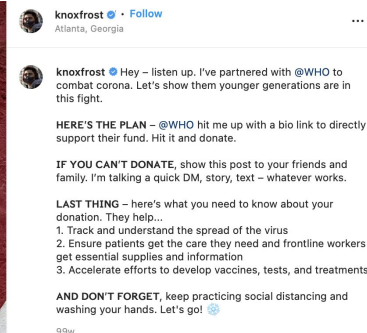 knoxfrost • Follow
Atlanta, Georgia
knoxfrost Hey – listen up. I've partnered with @WHO to
combat corona. Let's show them younger generations are in
this fight.
HERE'S THE PLAN – @WHO hit me up with a bio link to directly
support their fund. Hit it and donate.
IF YOU CAN'T DONATE, show this post to your friends and
family. I'm talking a quick DM, story, text – whatever works.
LAST THING – here's what you need to know about your
donation. They help...
1. Track and understand the spread of the virus
2. Ensure patients get the care they need and frontline workers
get essential supplies and information
3. Accelerate efforts to develop vaccines, tests, and treatments
AND DON'T FORGET, keep practicing social distancing and
washing your hands. Let's go!
99w